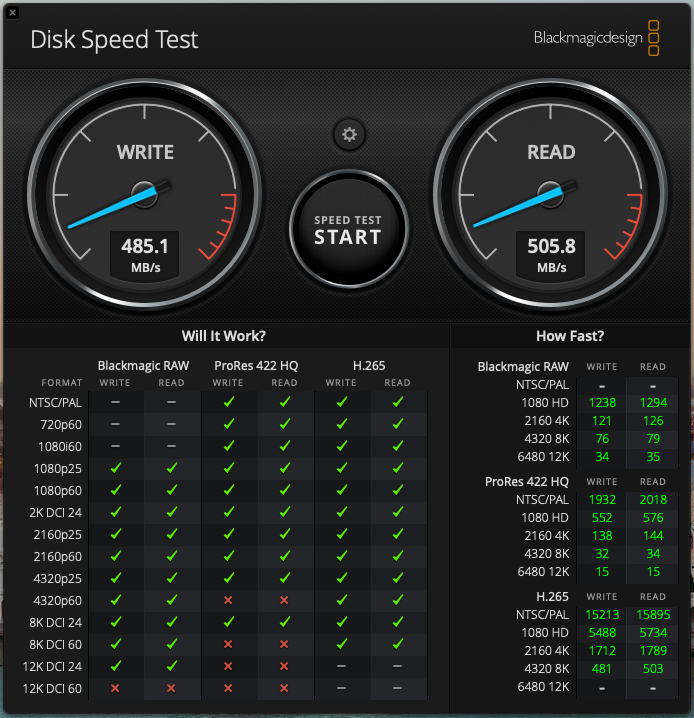 Disk Speed Test
Blackmagicdesign
WRITE
485.1
MB/s
SPEED TEST
START
READ
505.8
MB/s
Will It Work?
Blackmagic RAW ProRes 422 HQ H.265
FORMAT WRITE READ WRITE READ WRITE READ
NTSC/PAL – – ✓ ✓ ✓ ✓
720p60 – – ✓ ✓ ✓ ✓
1080i60 – – ✓ ✓ ✓ ✓
1080p25 ✓ ✓ ✓ ✓ ✓ ✓
1080p60 ✓ ✓ ✓ ✓ ✓ ✓
2K DCI 24 ✓ ✓ ✓ ✓ ✓ ✓
2160p25 ✓ ✓ ✓ ✓ ✓ ✓
2160p60 ✓ ✓ ✓ ✓ ✓ ✓
4320p25 ✓ ✓ ✓ ✓ ✓ ✓
4320p60 ✓ ✓ × × ✓ ✓
8K DCI 24 ✓ ✓ ✓ ✓ ✓ ✓
8K DCI 60 ✓ ✓ × × ✓ ✓
12K DCI 24 ✓ ✓ × × – –
12K DCI 60 × × × × – –
How Fast?
Blackmagic RAW WRITE READ
NTSC/PAL - -
1080 HD 1238 1294
2160 4K 121 126
4320 8K 76 79
6480 12K 34 35
ProRes 422 HQ WRITE READ
NTSC/PAL 1932 2018
1080 HD 552 576
2160 4K 138 144
4320 8K 32 34
6480 12K 15 15
H.265 WRITE READ
NTSC/PAL 15213 15895
1080 HD 5488 5734
2160 4K 1712 1789
4320 8K 481 503
6480 12K - -